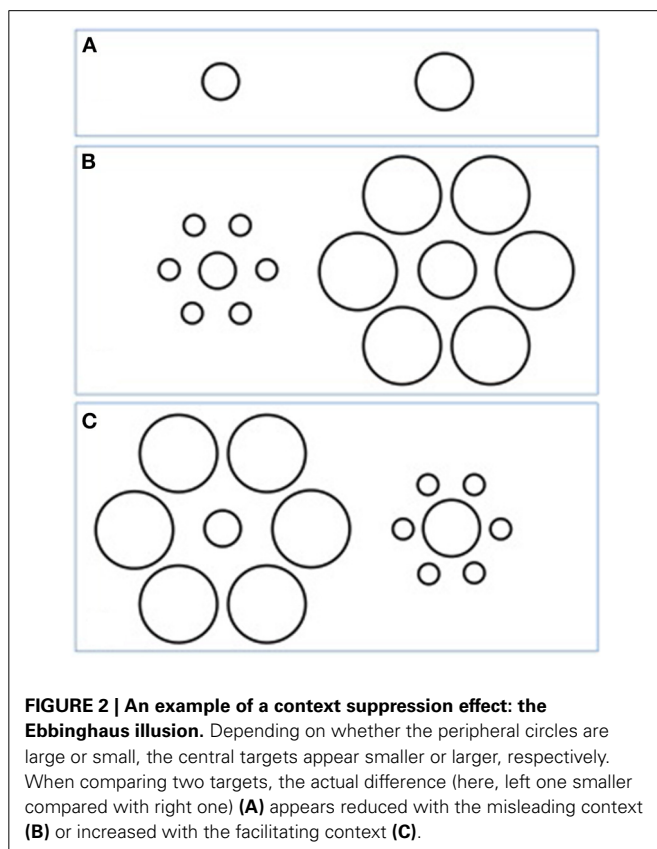 A
B
C
FIGURE 2 | An example of a context suppression effect: the
Ebbinghaus illusion. Depending on whether the peripheral circles are
large or small, the central targets appear smaller or larger, respectively.
When comparing two targets, the actual difference (here, left one smaller
compared with right one) (A) appears reduced with the misleading context
(B) or increased with the facilitating context (C).